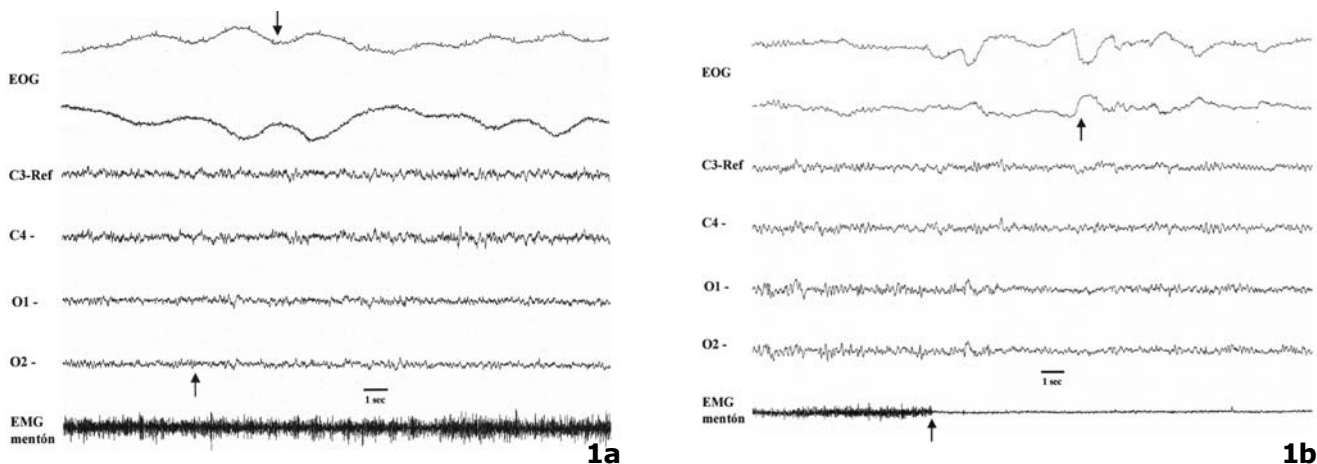 EOG
C3-Ref
C4 -
O1 -
O2 -
1 sec
EMG
mentón
1a
EOG
C3-Ref
C4 -
O1 -
O2 -
1 sec
EMG
mentón
1b